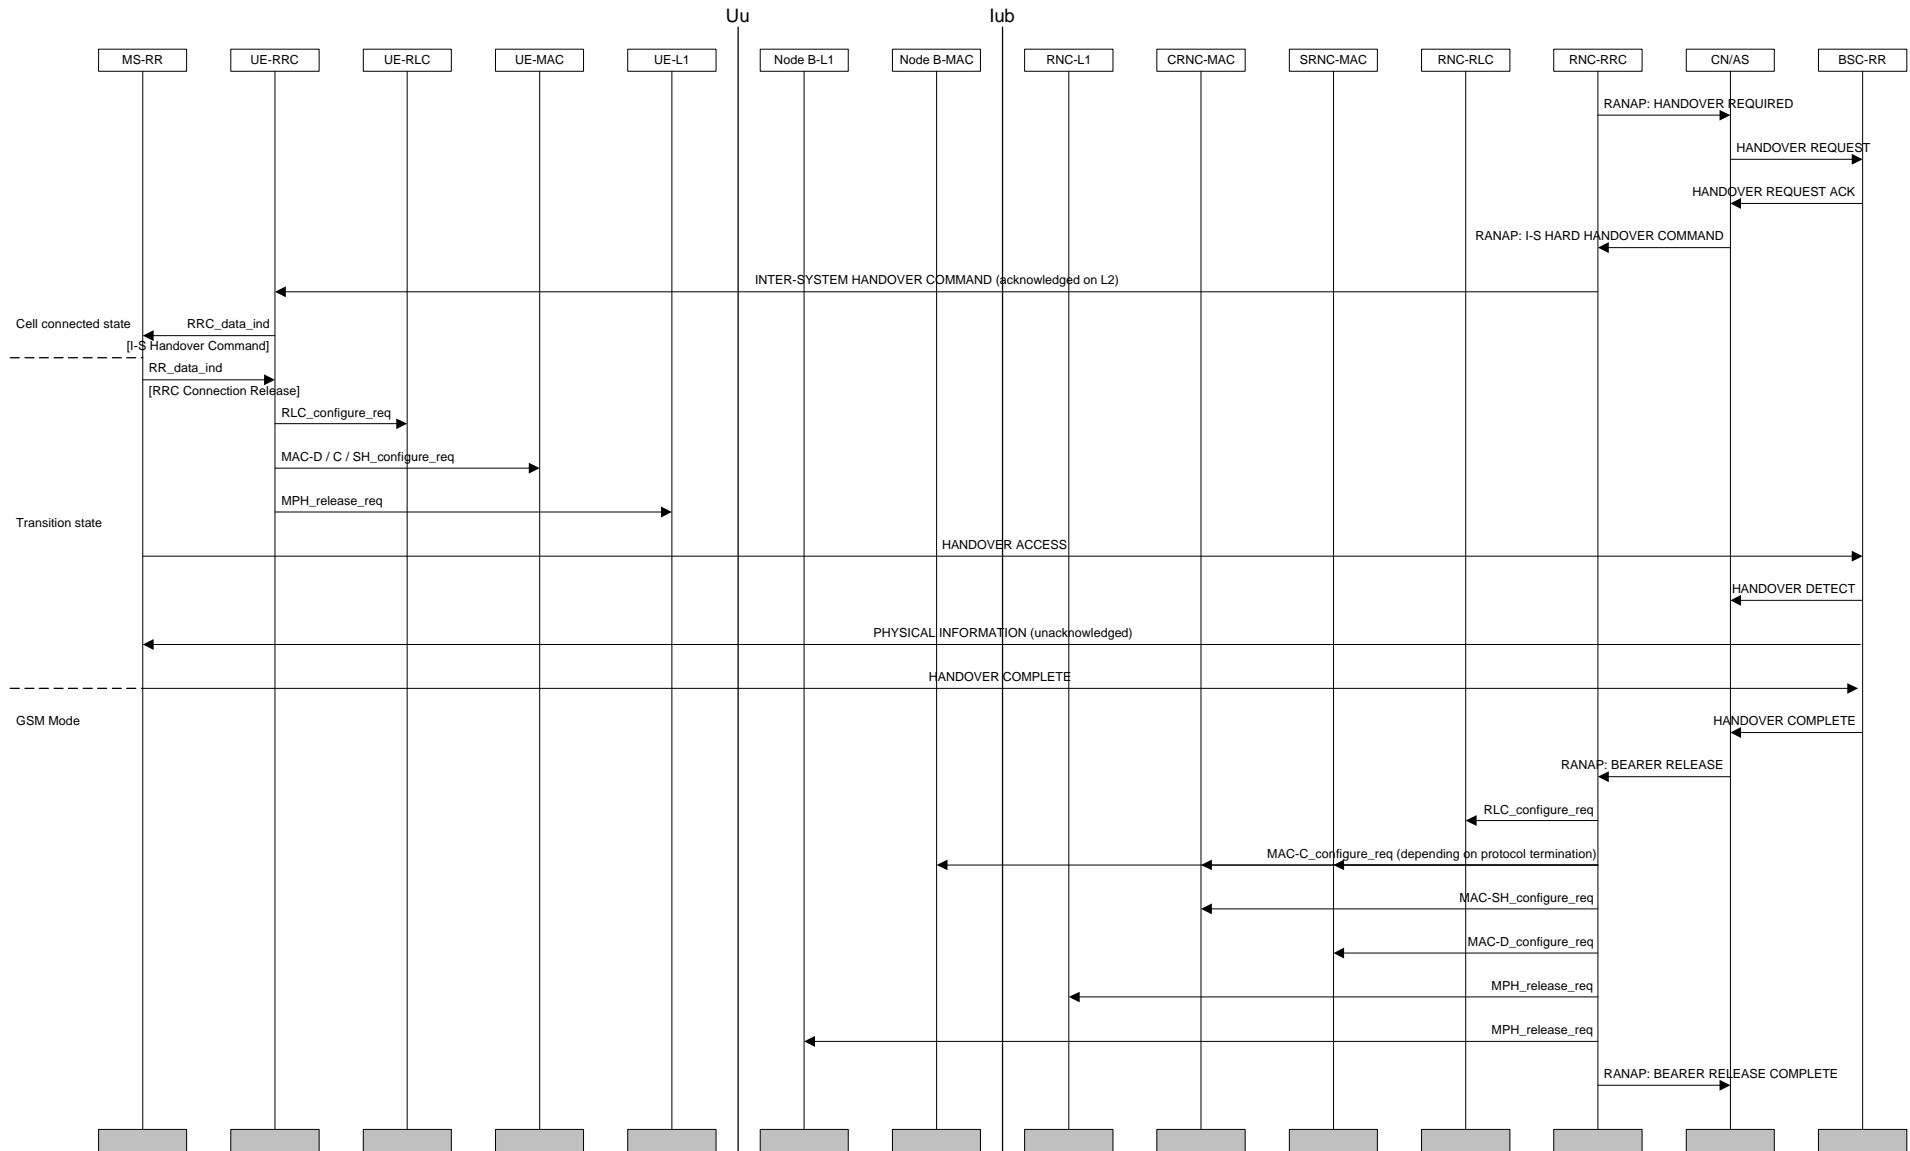 Uu
Iub
MS-RR
UE-RRC
UE-RLC
UE-MAC
UE-L1
Node B-L1
Node B-MAC
RNC-L1
CRNC-MAC
SRNC-MAC
RNC-RLC
RNC-RRC
CN/AS
BSC-RR
RANAP: HANDOVER REQUIRED
HANDOVER REQUEST
HANDOVER REQUEST ACK
RANAP: I-S HARD HANDOVER COMMAND
INTER-SYSTEM HANDOVER COMMAND (acknowledged on L2)
Cell connected state
RRC_data_ind
[I-S Handover Command]
RR_data_ind
[RRC Connection Release]
RLC_configure_req
MAC-D / C / SH_configure_req
MPH_release_req
Transition state
HANDOVER ACCESS
HANDOVER DETECT
PHYSICAL INFORMATION (unacknowledged)
HANDOVER COMPLETE
GSM Mode
HANDOVER COMPLETE
RANAP: BEARER RELEASE
RLC_configure_req
MAC-C_configure_req (depending on protocol termination)
MAC-SH_configure_req
MAC-D_configure_req
MPH_release_req
MPH_release_req
RANAP: BEARER RELEASE COMPLETE